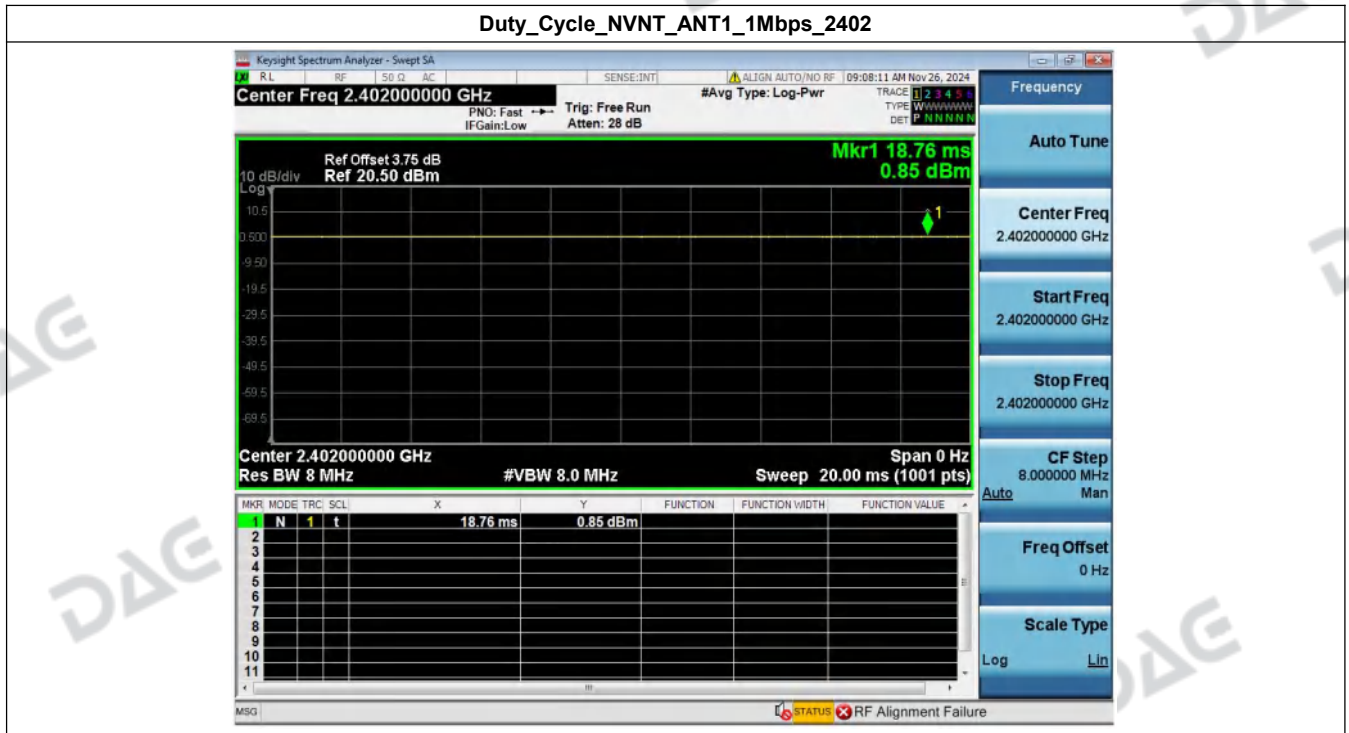 Duty_Cycle_NVNT_ANT1_1Mbps_2402
Keysight Spectrum Analyzer - Swept SA
RL RF 50 Ω AC SENSE:INT ALIGN AUTO/NO RF 09:08:11 AM Nov 26, 2024
Center Freq 2.402000000 GHz
PNO: Fast
IFGain:Low
Trig: Free Run
Atten: 28 dB
#Avg Type: Log-Pwr
TRACE 1 2 3 4 5 6
TYPE WWWWWW
DET P NNNNN
Mkr1 18.76 ms
0.85 dBm
Ref Offset 3.75 dB
10 dB/div Ref 20.50 dBm
Log
10.5
0.500
-9.50
-19.5
-29.5
-39.5
-49.5
-59.5
-69.5
1
Center 2.402000000 GHz Span 0 Hz
Res BW 8 MHz #VBW 8.0 MHz Sweep 20.00 ms (1001 pts)
MKR MODE TRC SCL X Y FUNCTION FUNCTION WIDTH FUNCTION VALUE
1 N 1 t 18.76 ms 0.85 dBm
2
3
4
5
6
7
8
9
10
11
MSG STATUS RF Alignment Failure
Frequency
Auto Tune
Center Freq
2.402000000 GHz
Start Freq
2.402000000 GHz
Stop Freq
2.402000000 GHz
CF Step
8.000000 MHz
Auto Man
Freq Offset
0 Hz
Scale Type
Log Lin
DAE
DAE
DAE